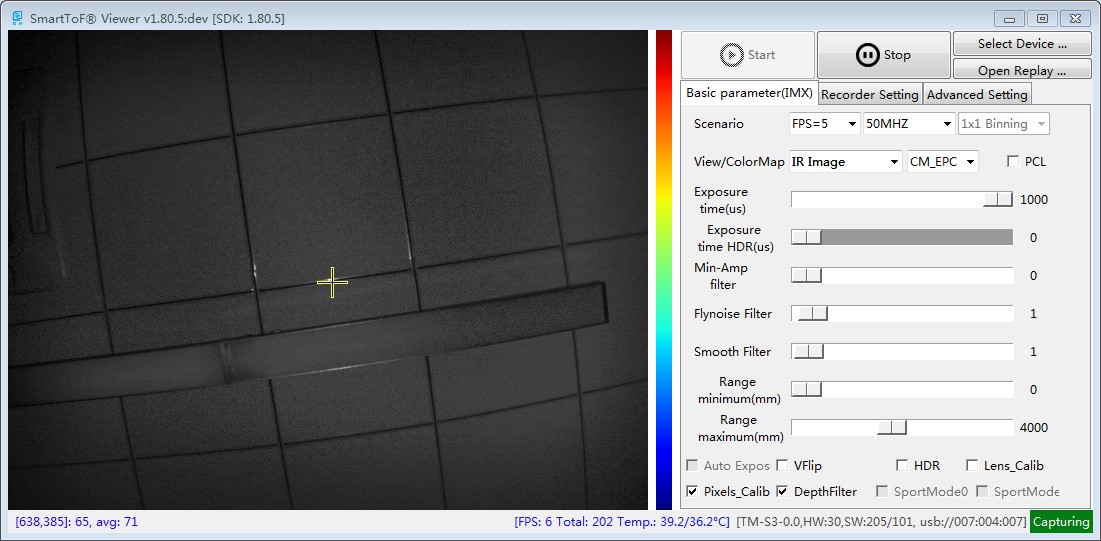 SmartToF® Viewer v1.80.5:dev [SDK: 1.80.5]
Start
Stop
Select Device ...
Open Replay ...
Basic parameter(IMX)
Recorder Setting
Advanced Setting
Scenario
FPS=5
50MHZ
1x1 Binning
View/ColorMap
IR Image
CM_EPC
PCL
Exposure
time(us)
1000
Exposure
time HDR(us)
0
Min-Amp
filter
0
Flynoise Filter
1
Smooth Filter
1
Range
minimum(mm)
0
Range
maximum(mm)
4000
Auto Expos
VFlip
HDR
Lens_Calib
Pixels_Calib
DepthFilter
SportMode0
SportMode
[638,385]: 65, avg: 71
[FPS: 6 Total: 202 Temp.: 39.2/36.2°C]
[TM-S3-0.0,HW:30,SW:205/101, usb://007:004:007]
Capturing